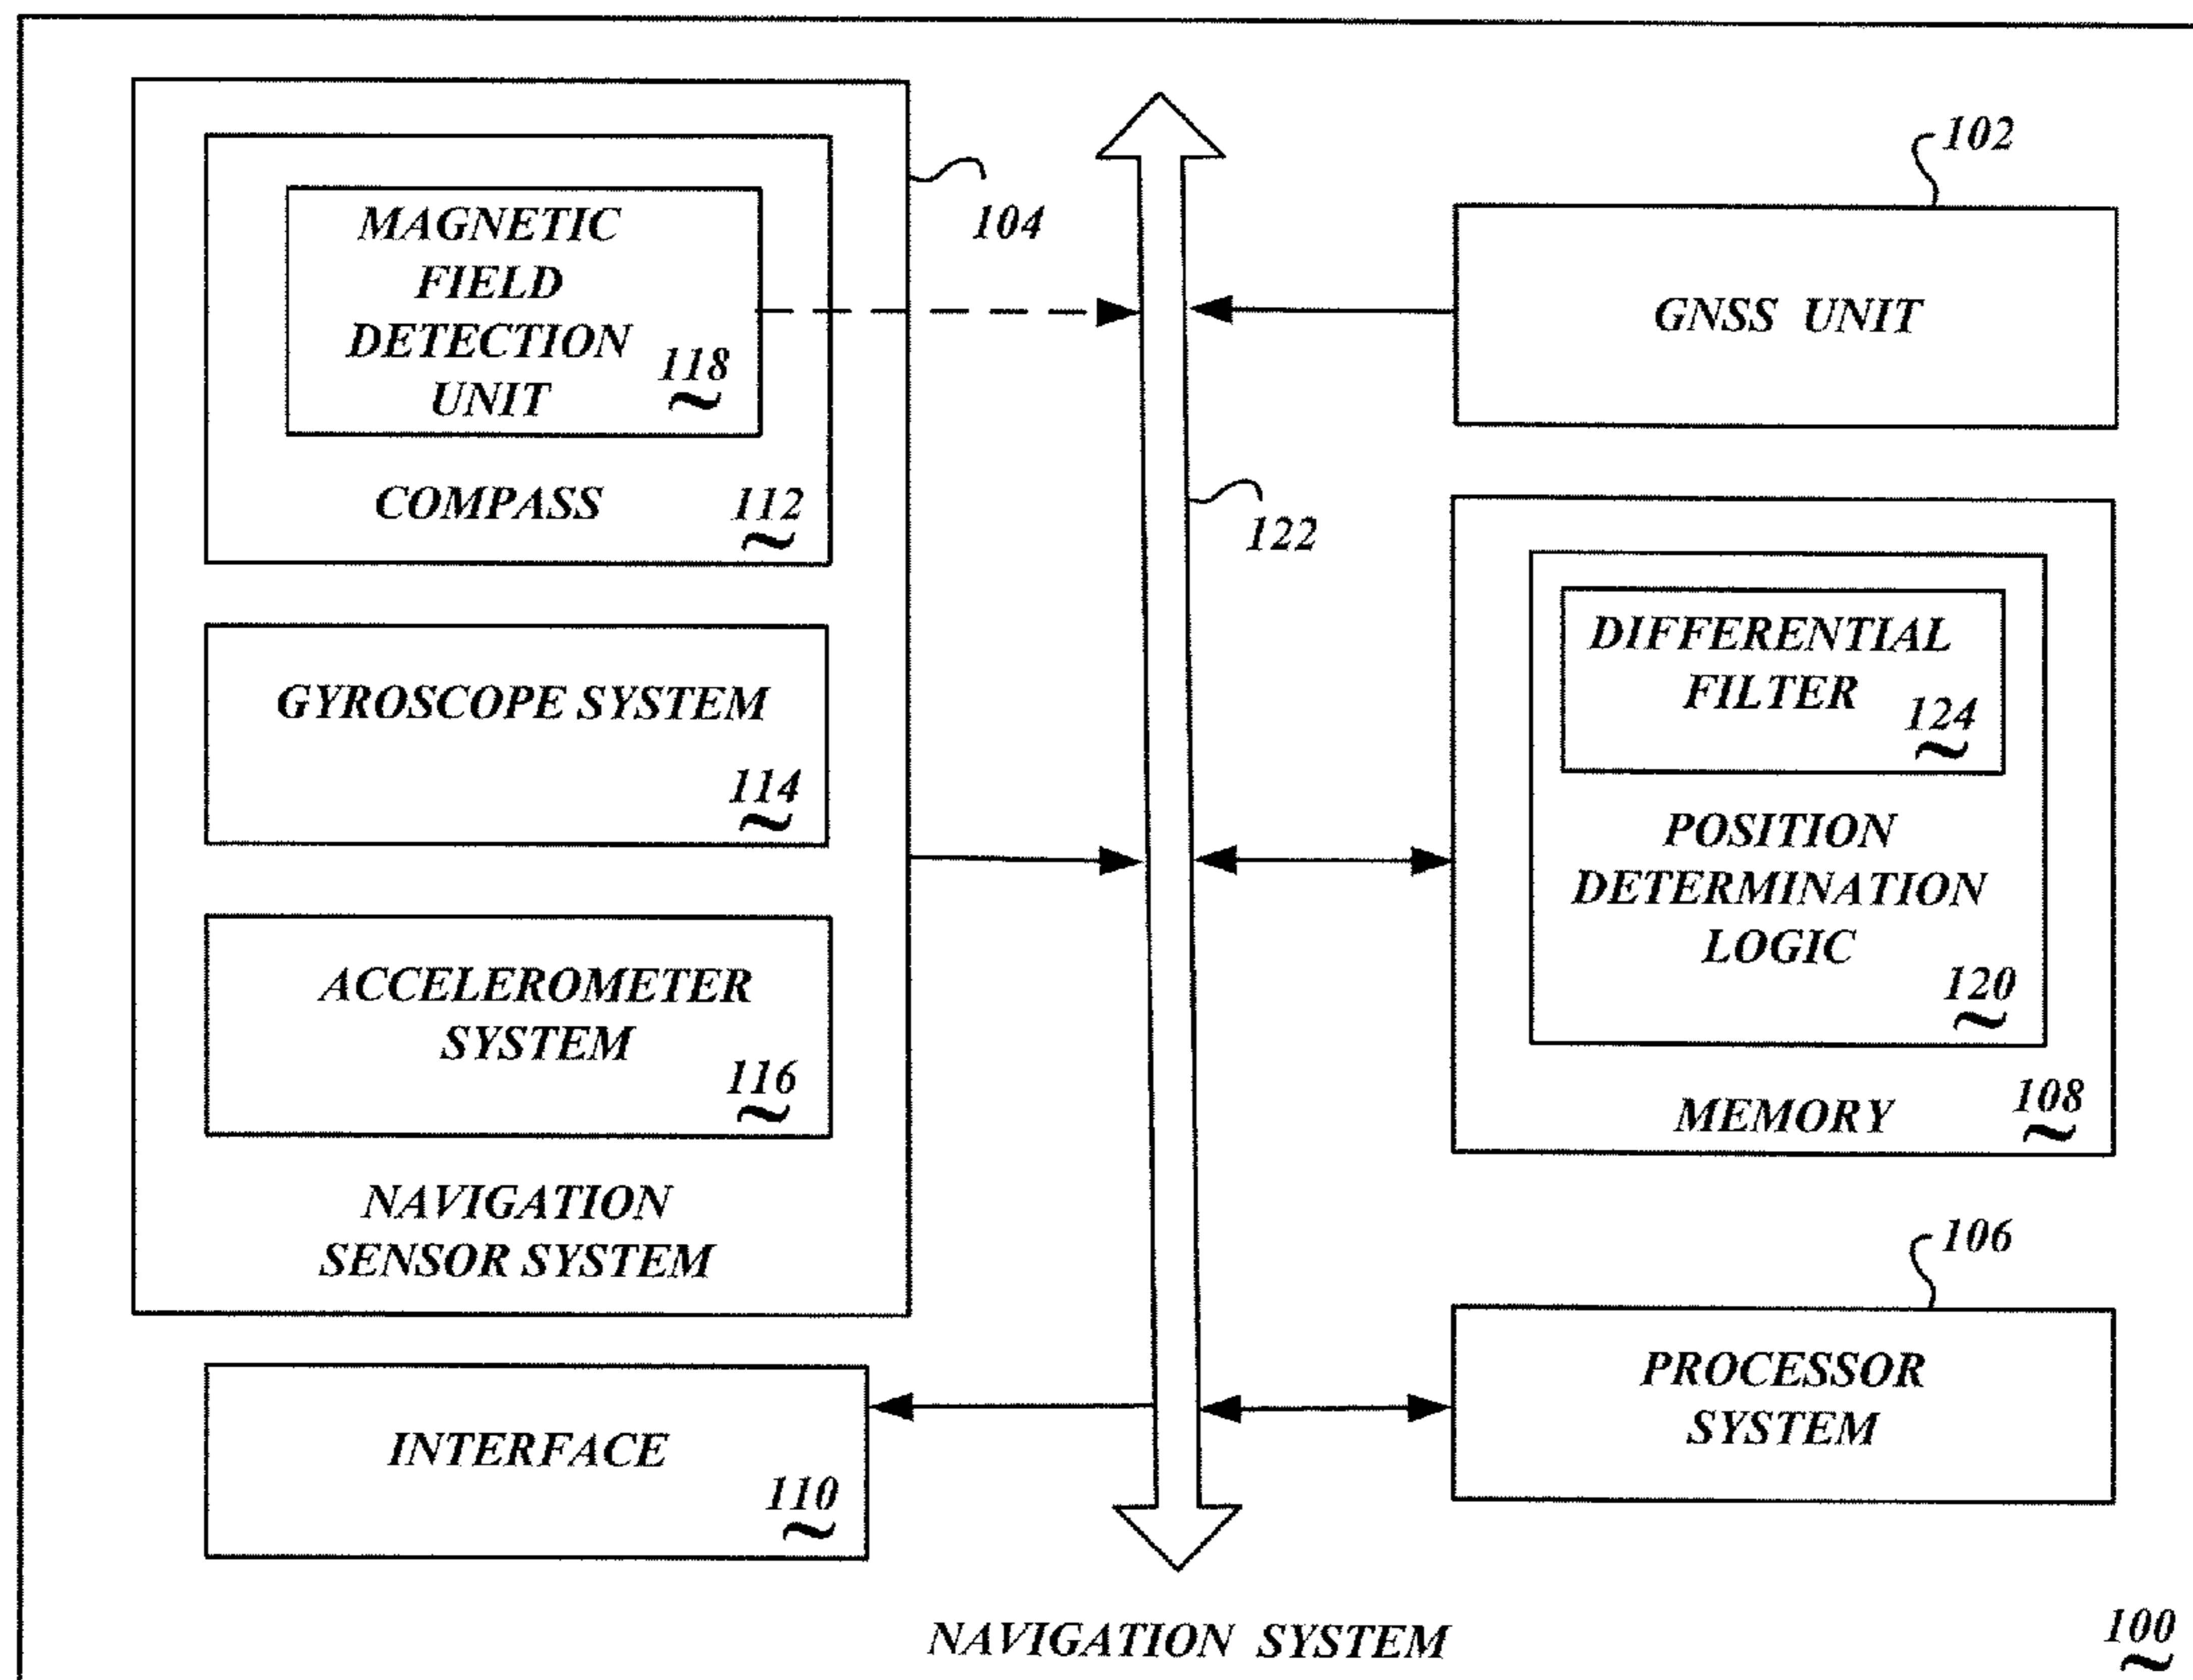 MAGNETIC
FIELD
DETECTION
UNIT
118
COMPASS
112
104
GYROSCOPE SYSTEM
114
ACCELEROMETER
SYSTEM
116
NAVIGATION
SENSOR SYSTEM
INTERFACE
110
122
102
GNSS UNIT
DIFFERENTIAL
FILTER
124
POSITION
DETERMINATION
LOGIC
120
MEMORY
108
106
PROCESSOR
SYSTEM
NAVIGATION SYSTEM
100